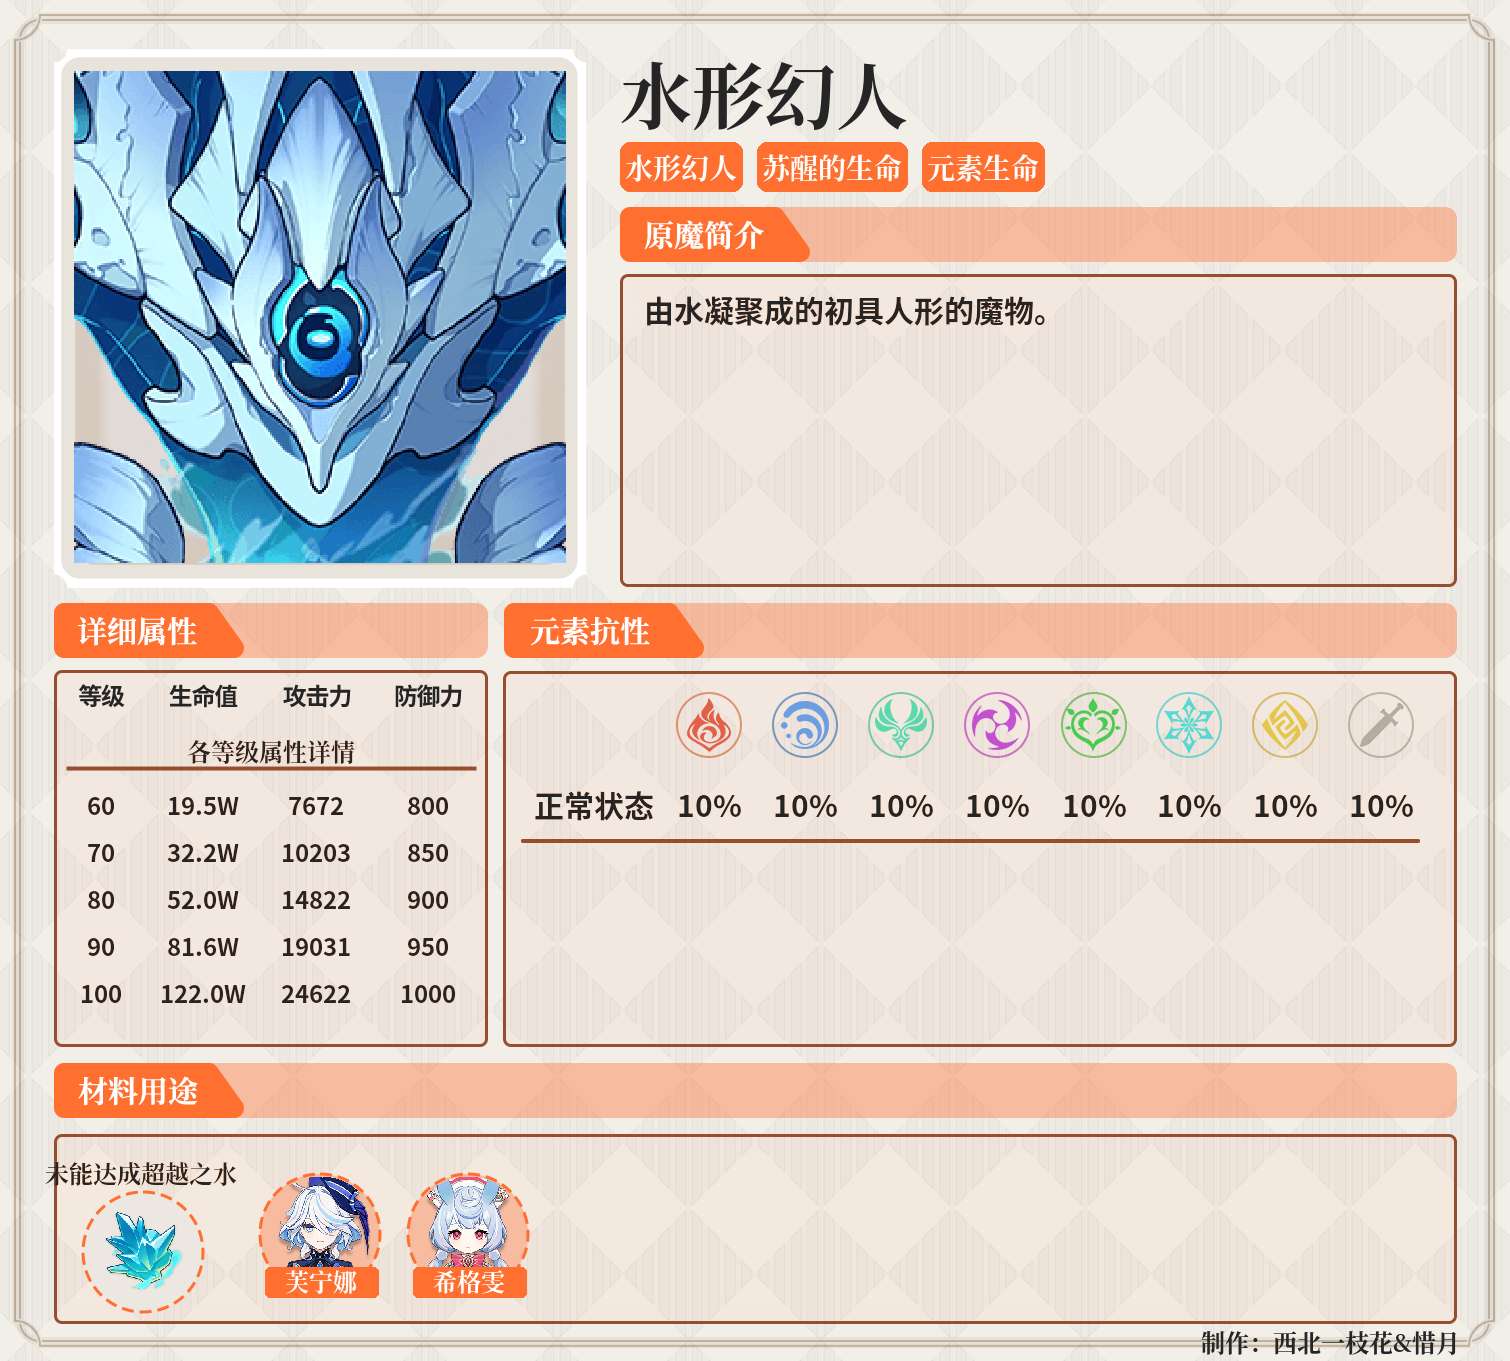 水形幻人
水形幻人 苏醒的生命 元素生命
原魔简介
由水凝聚成的初具人形的魔物。
详细属性
等级 生命值 攻击力 防御力
各等级属性详情
60 19.5W 7672 800
70 32.2W 10203 850
80 52.0W 14822 900
90 81.6W 19031 950
100 122.0W 24622 1000
元素抗性
正常状态 10% 10% 10% 10% 10% 10% 10% 10%
材料用途
未能达成超越之水
芙宁娜 希格雯
制作：西北一枝花&惜月